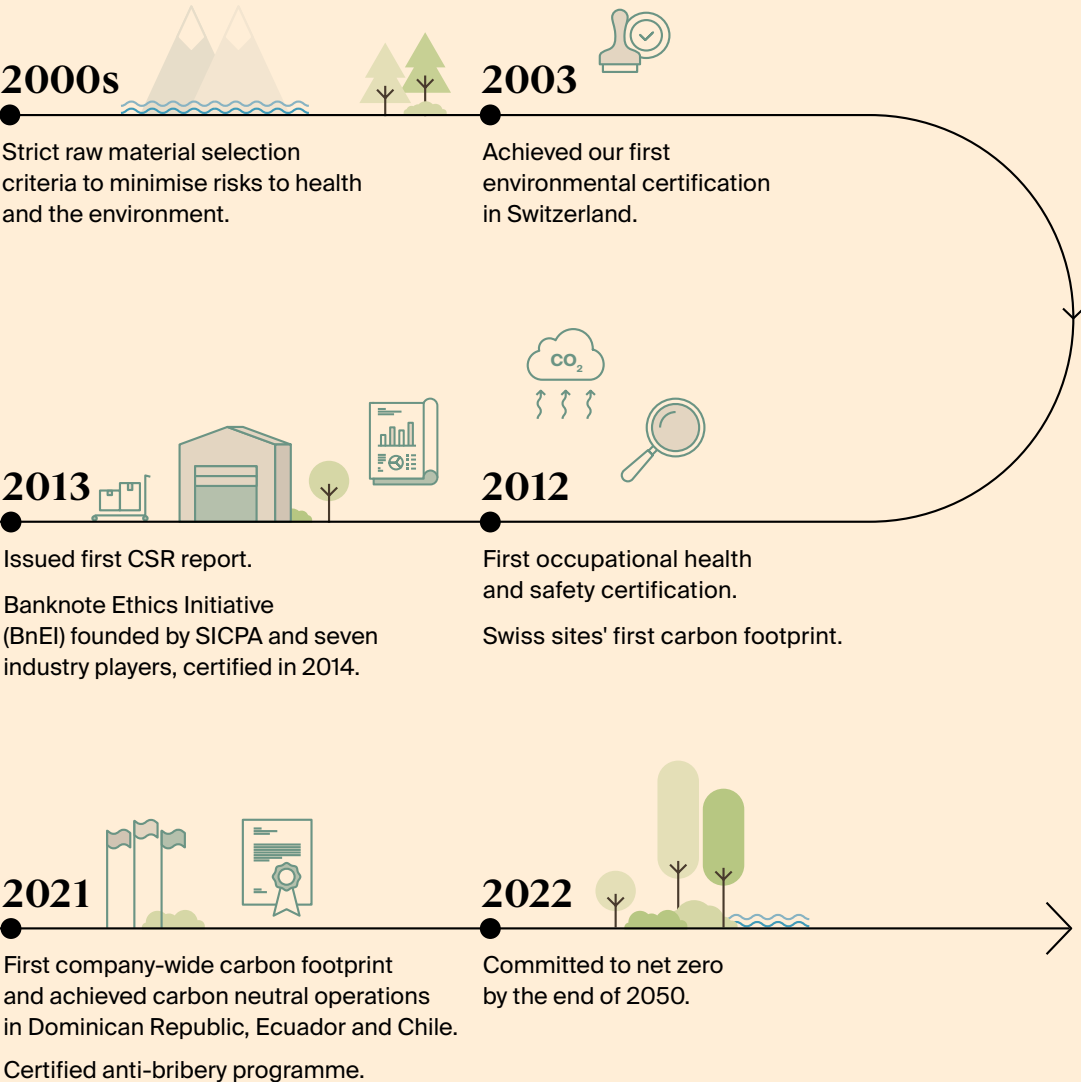 2000s
Strict raw material selection
criteria to minimise risks to health
and the environment.
2003
Achieved our first
environmental certification
in Switzerland.
CO2
2012
First occupational health
and safety certification.
Swiss sites' first carbon footprint.
2013
Issued first CSR report.
Banknote Ethics Initiative
(BnEI) founded by SICPA and seven
industry players, certified in 2014.
2021
First company-wide carbon footprint
and achieved carbon neutral operations
in Dominican Republic, Ecuador and Chile.
Certified anti-bribery programme.
2022
Committed to net zero
by the end of 2050.